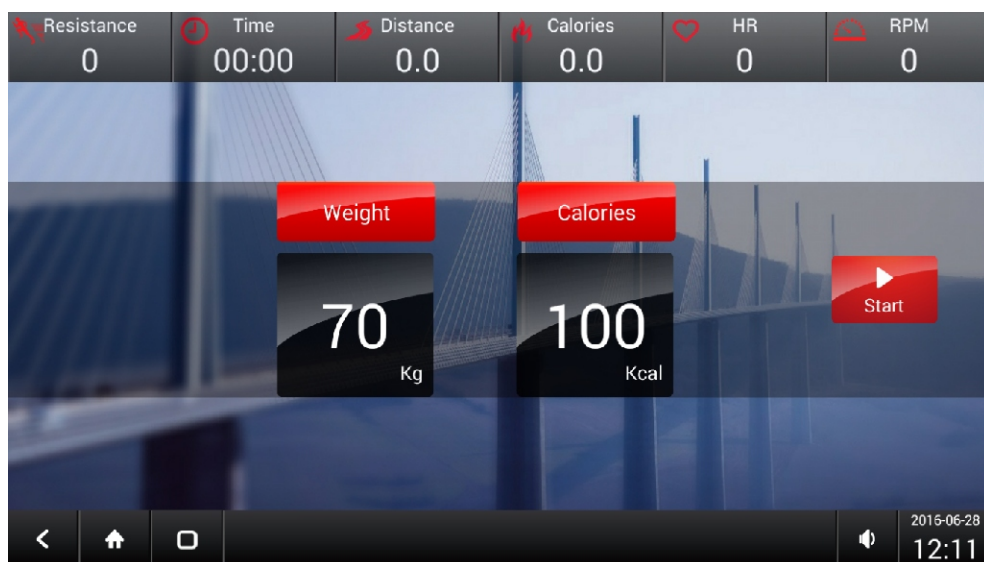 Resistance Time Distance Calories HR RPM
0 00:00 0.0 0.0 0 0
Weight Calories
70 Kg 100 Kcal
Start
2016-06-28
12:11